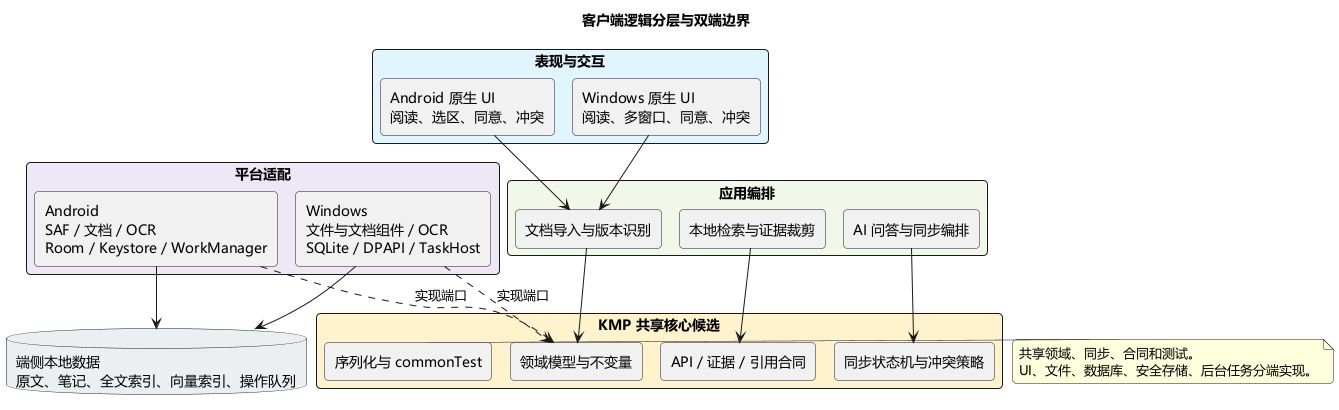 客户端逻辑分层与双端边界
表现与交互
Android 原生 UI
阅读、选区、同意、冲突
Windows 原生 UI
阅读、多窗口、同意、冲突
平台适配
Android
SAF / 文档 / OCR
Room / Keystore / WorkManager
Windows
文件与文档组件 / OCR
SQLite / DPAPI / TaskHost
应用编排
文档导入与版本识别
本地检索与证据裁剪
AI 问答与同步编排
实现端口
实现端口
端侧本地数据
原文、笔记、全文索引、向量索引、操作队列
KMP 共享核心候选
序列化与 commonTest
领域模型与不变量
API / 证据 / 引用合同
同步状态机与冲突策略
共享领域、同步、合同和测试。
UI、文件、数据库、安全存储、后台任务分端实现。